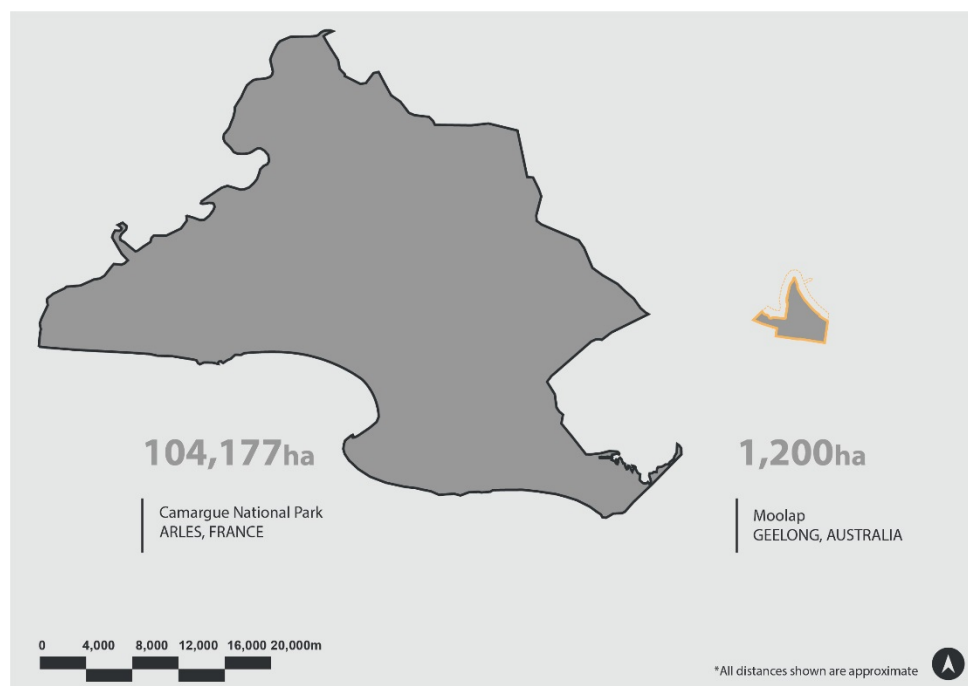 104,177ha
Camargue National Park
ARLES, FRANCE
1,200ha
Moolap
GEELONG, AUSTRALIA
0 4,000 8,000 12,000 16,000 20,000m
*All distances shown are approximate